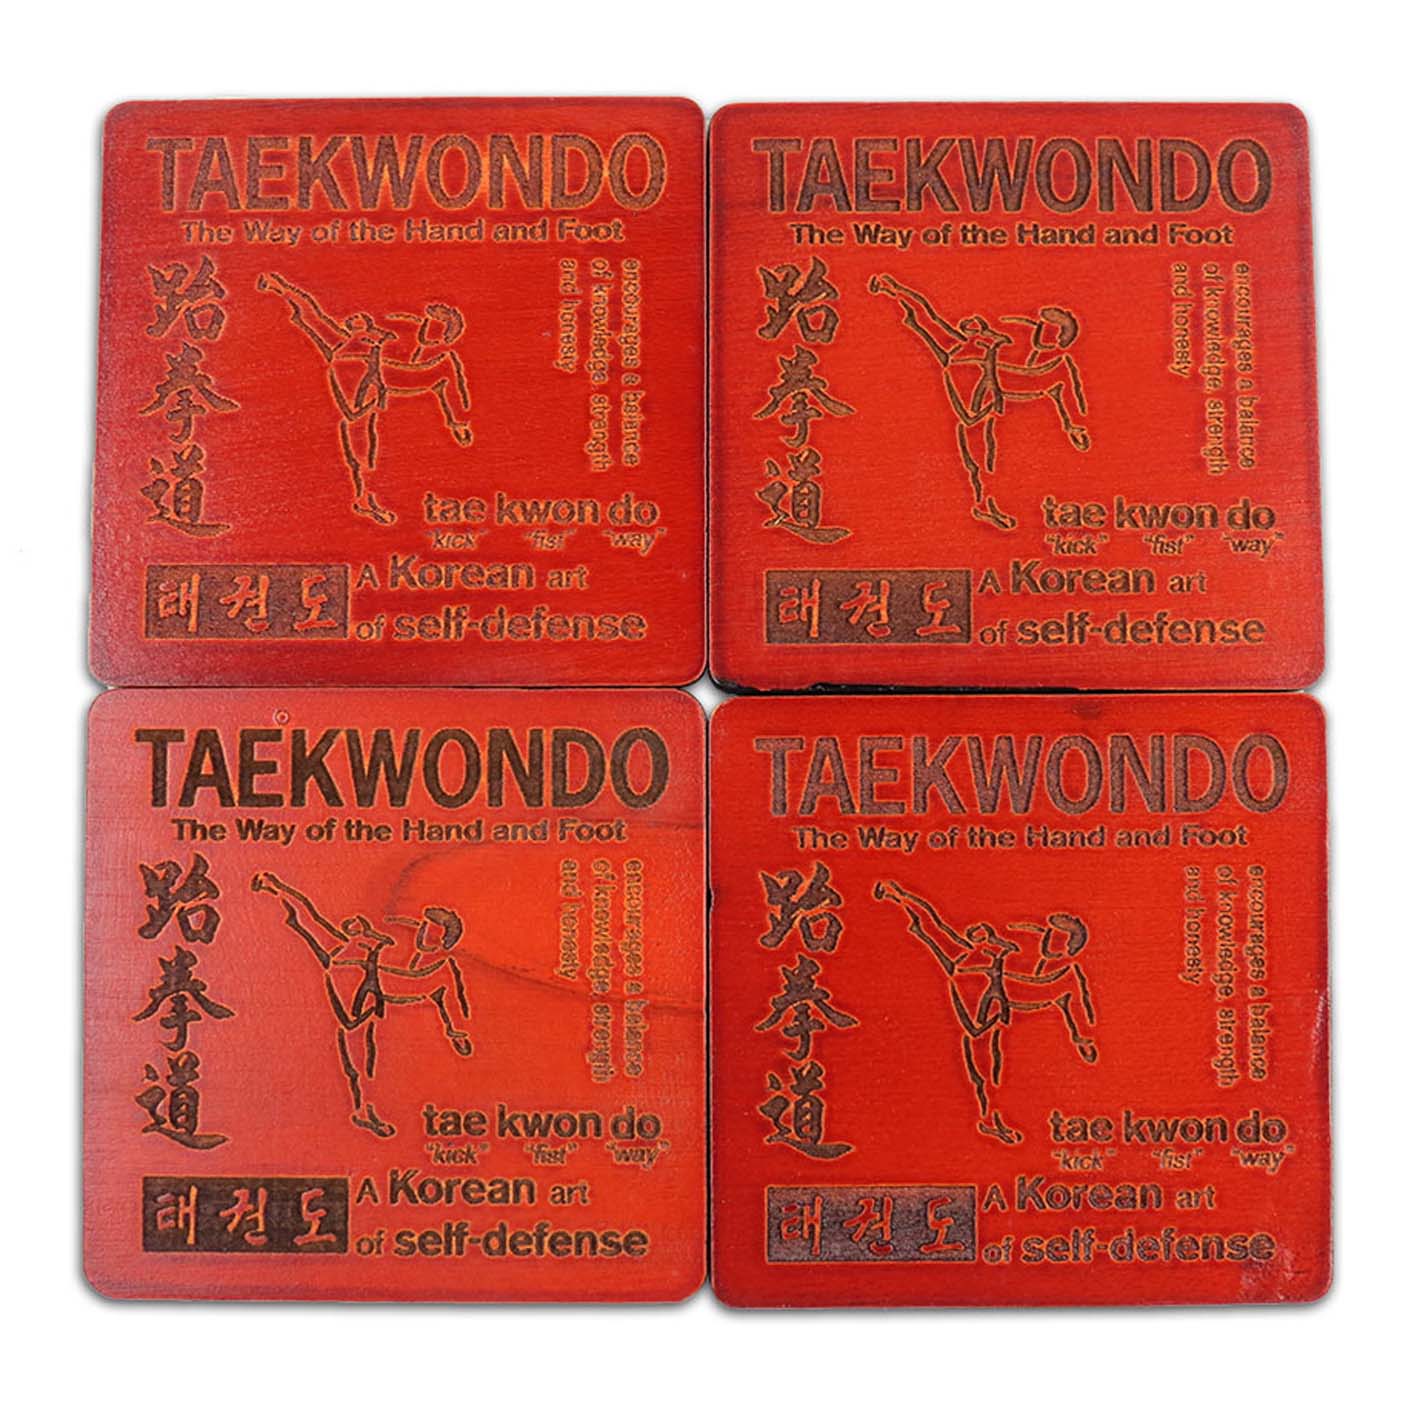 TAEKWONDO
The Way of the Hand and Foot
跆拳道
encourages a balance
of knowledge, strength
and honesty
tae kwon do
"kick" "fist" "way"
태권도
A Korean art
of self-defense
TAEKWONDO
The Way of the Hand and Foot
跆拳道
encourages a balance
of knowledge, strength
and honesty
tae kwon do
"kick" "fist" "way"
태권도
A Korean art
of self-defense
TAEKWONDO
The Way of the Hand and Foot
跆拳道
encourages a balance
of knowledge, strength
and honesty
tae kwon do
"kick" "fist" "way"
태권도
A Korean art
of self-defense
TAEKWONDO
The Way of the Hand and Foot
跆拳道
encourages a balance
of knowledge, strength
and honesty
tae kwon do
"kick" "fist" "way"
태권도
A Korean art
of self-defense